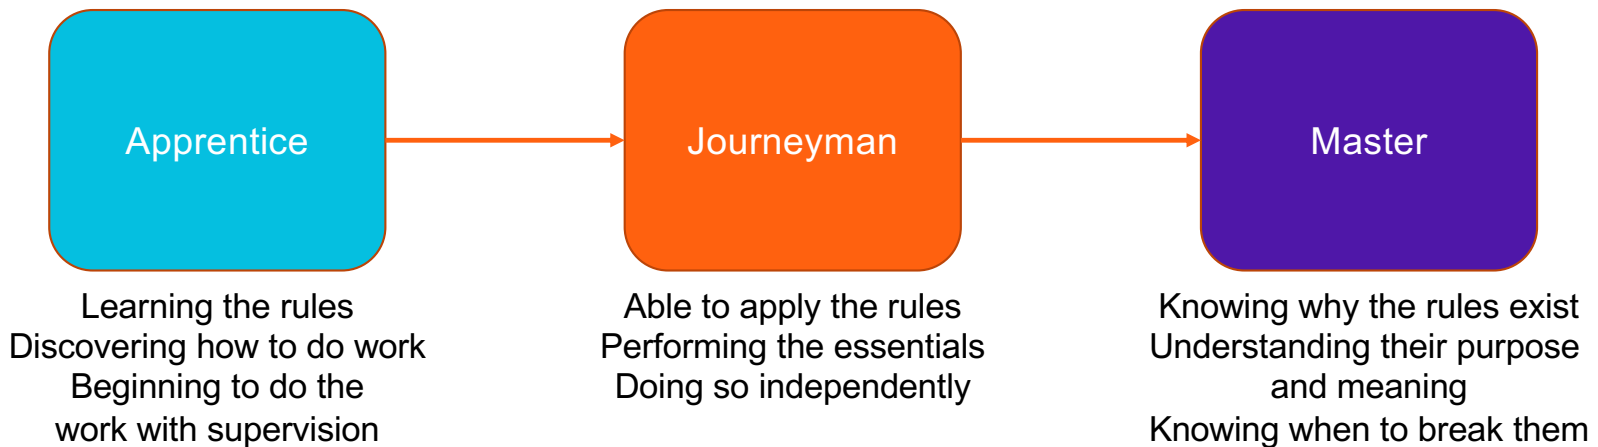 Apprentice
Journeyman
Master
Learning the rules
Discovering how to do work
Beginning to do the
work with supervision
Able to apply the rules
Performing the essentials
Doing so independently
Knowing why the rules exist
Understanding their purpose
and meaning
Knowing when to break them